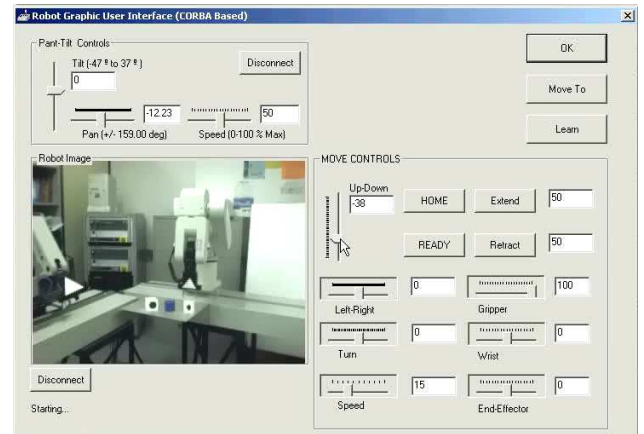 Robot Graphic User Interface (CORBA Based)
Pant-Tilt Controls
Tilt (-47 º to 37 º )
0
Disconnect
-12.23
50
Pan (+/- 159.00 deg)
Speed (0-100 % Max)
OK
Move To
Learn
Robot Image
MOVE CONTROLS
Up-Down
-38
HOME
Extend
50
READY
Retract
50
0
100
Left-Right
Gripper
0
0
Turn
Wrist
15
0
Speed
End-Effector
Disconnect
Starting...